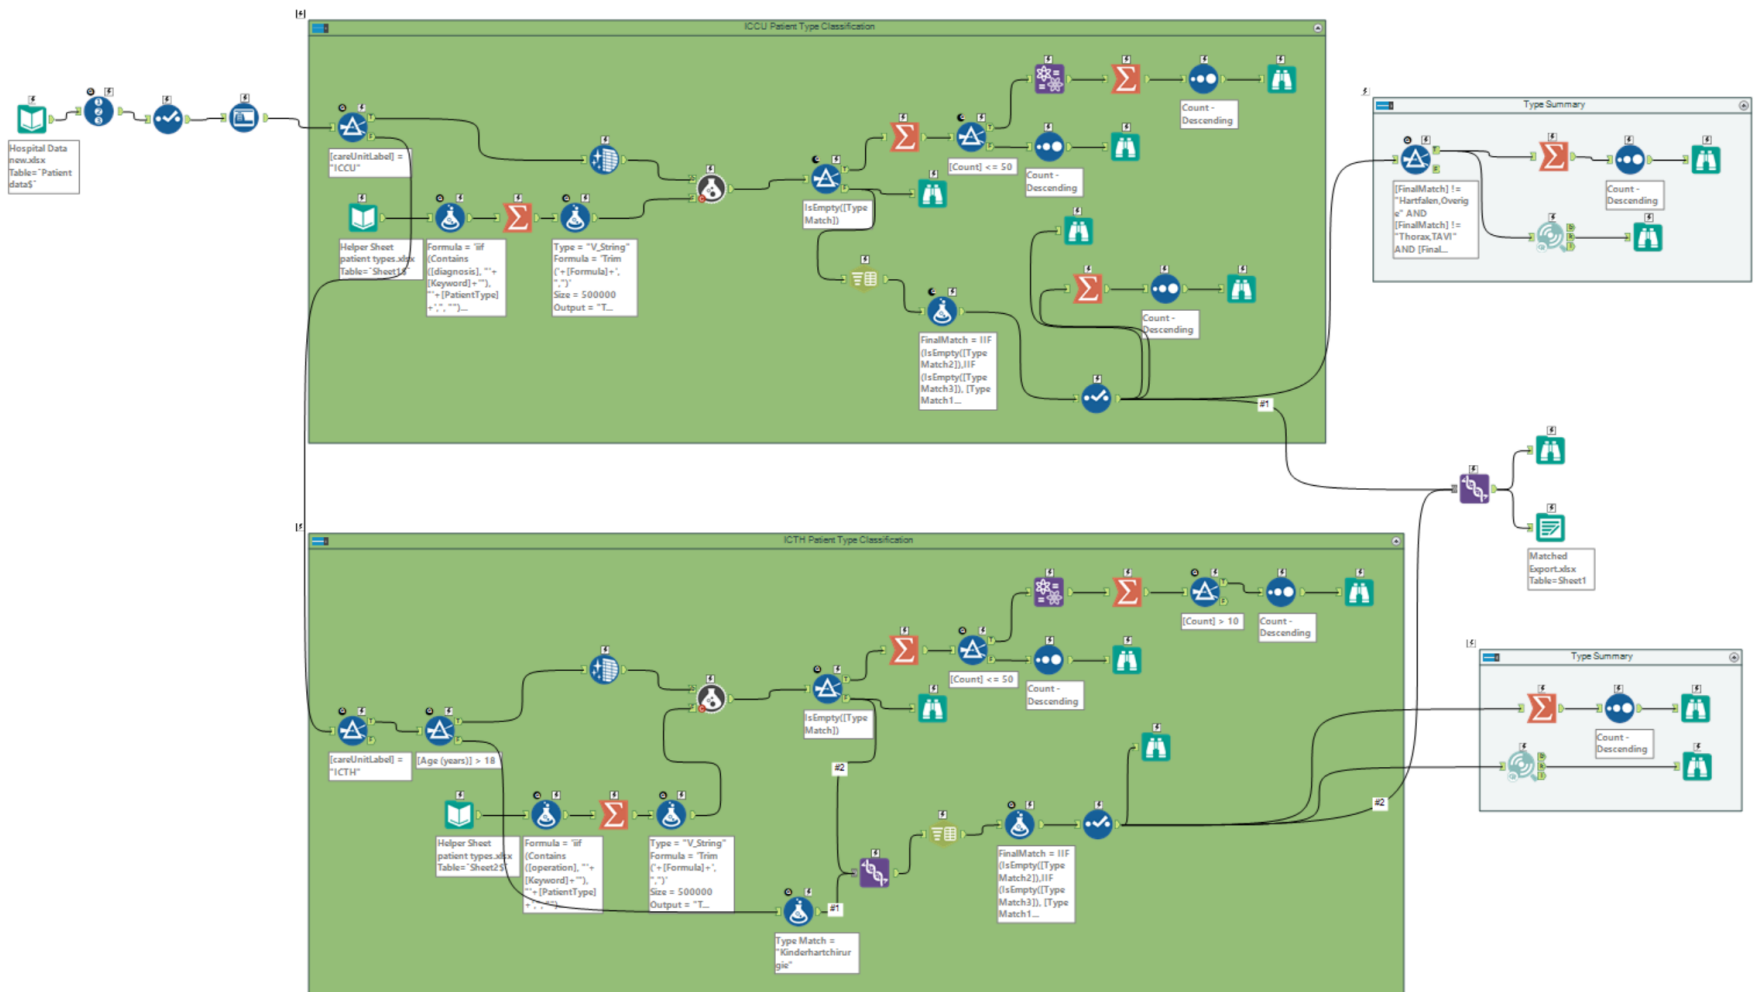 ICCU Patient Type Classification
Hospital Data
new.xlsx
Table=`Patient
data$`
[careUnitLabel] =
"ICCU"
Helper Sheet
patient types.xlsx
Table=`Sheet1$`
Formula = 'iif
(Contains
([diagnosis], "'+
[Keyword]+'"),
"'+[PatientType]
+',", "")...
Type = "V_String"
Formula = 'Trim
('+[Formula]+',
",")'
Size = 500000
Output = "T...
IsEmpty([Type
Match])
[Count] <= 50
Count -
Descending
Count -
Descending
Count -
Descending
FinalMatch = IIF
(IsEmpty([Type
Match2]),IIF
(IsEmpty([Type
Match3]), [Type
Match1...
#1
Type Summary
[FinalMatch] !=
"Hartfalen,Overig
e" AND
[FinalMatch] !=
"Thorax,TAVI"
AND [Final...
Count -
Descending
Matched
Export.xlsx
Table=Sheet1
ICTH Patient Type Classification
[careUnitLabel] =
"ICTH"
[Age (years)] > 18
Helper Sheet
patient types.xlsx
Table=`Sheet2$`
Formula = 'iif
(Contains
([operation], "'+
[Keyword]+'"),
"'+[PatientType]
+',", "")...
Type = "V_String"
Formula = 'Trim
('+[Formula]+',
",")'
Size = 500000
Output = "T...
IsEmpty([Type
Match])
[Count] <= 50
Count -
Descending
[Count] > 10
Count -
Descending
#2
#1
Type Match =
"Kinderhartchirur
gie"
FinalMatch = IIF
(IsEmpty([Type
Match2]),IIF
(IsEmpty([Type
Match3]), [Type
Match1...
#2
Type Summary
Count -
Descending